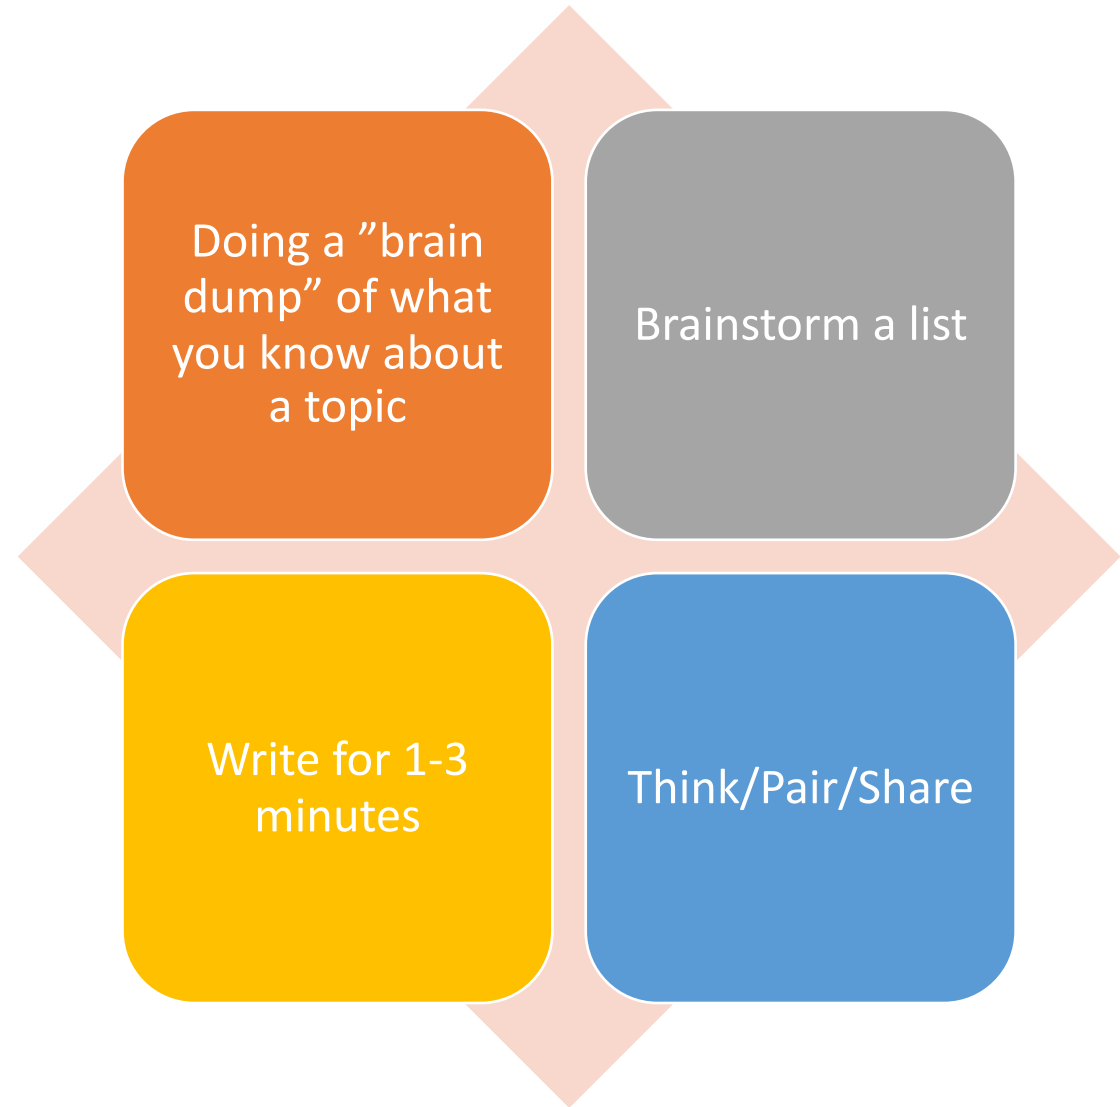 Doing a ”brain
dump” of what
you know about
a topic
Brainstorm a list
Write for 1-3
minutes
Think/Pair/Share